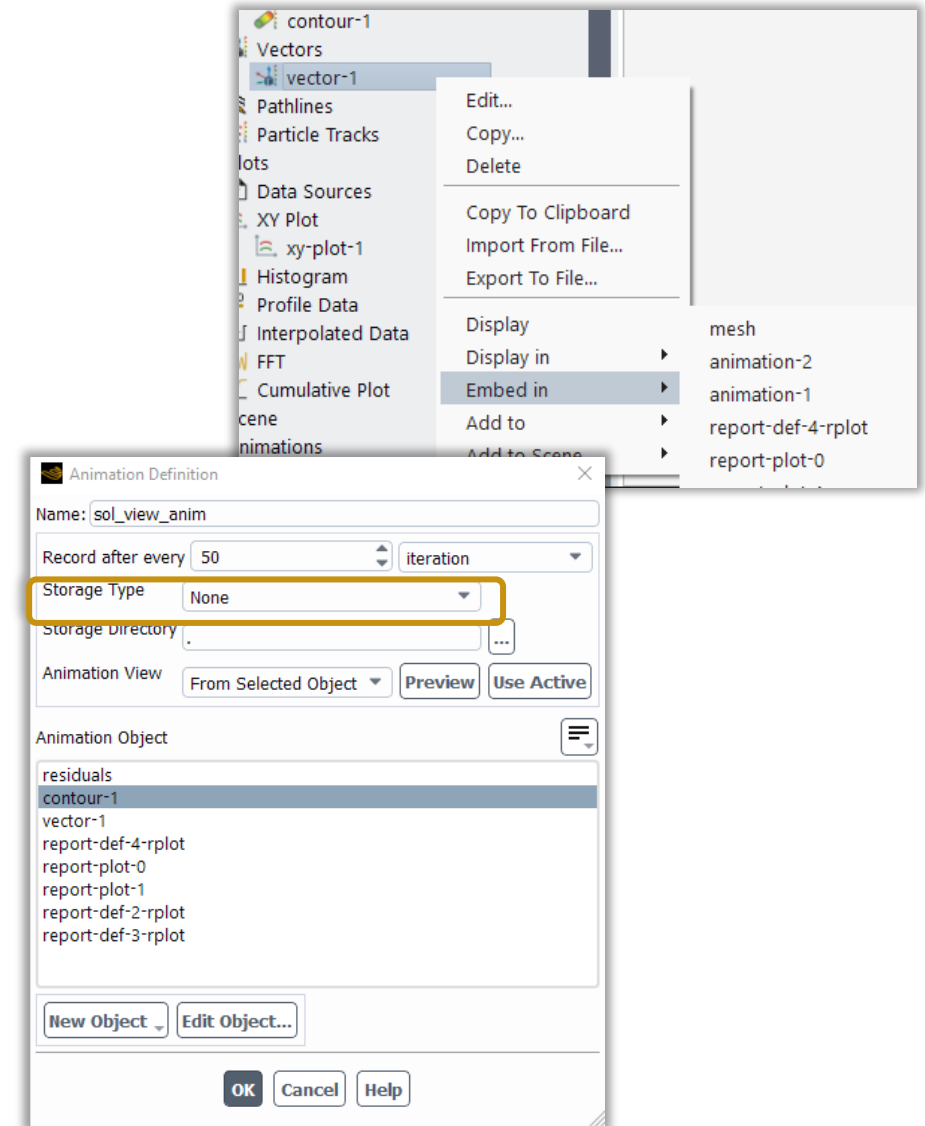 contour-1
Vectors
vector-1
Pathlines
Particle Tracks
lots
Data Sources
XY Plot
xy-plot-1
Histogram
Profile Data
Interpolated Data
FFT
Cumulative Plot
cene
nimations
Edit...
Copy...
Delete
Copy To Clipboard
Import From File...
Export To File...
Display
Display in
Embed in
Add to
Add to Scene
mesh
animation-2
animation-1
report-def-4-rplot
report-plot-0
Animation Definition
Name: sol_view_anim
Record after every 50 iteration
Storage Type None
Storage Directory . ...
Animation View From Selected Object Preview Use Active
Animation Object
residuals
contour-1
vector-1
report-def-4-rplot
report-plot-0
report-plot-1
report-def-2-rplot
report-def-3-rplot
New Object Edit Object...
OK Cancel Help